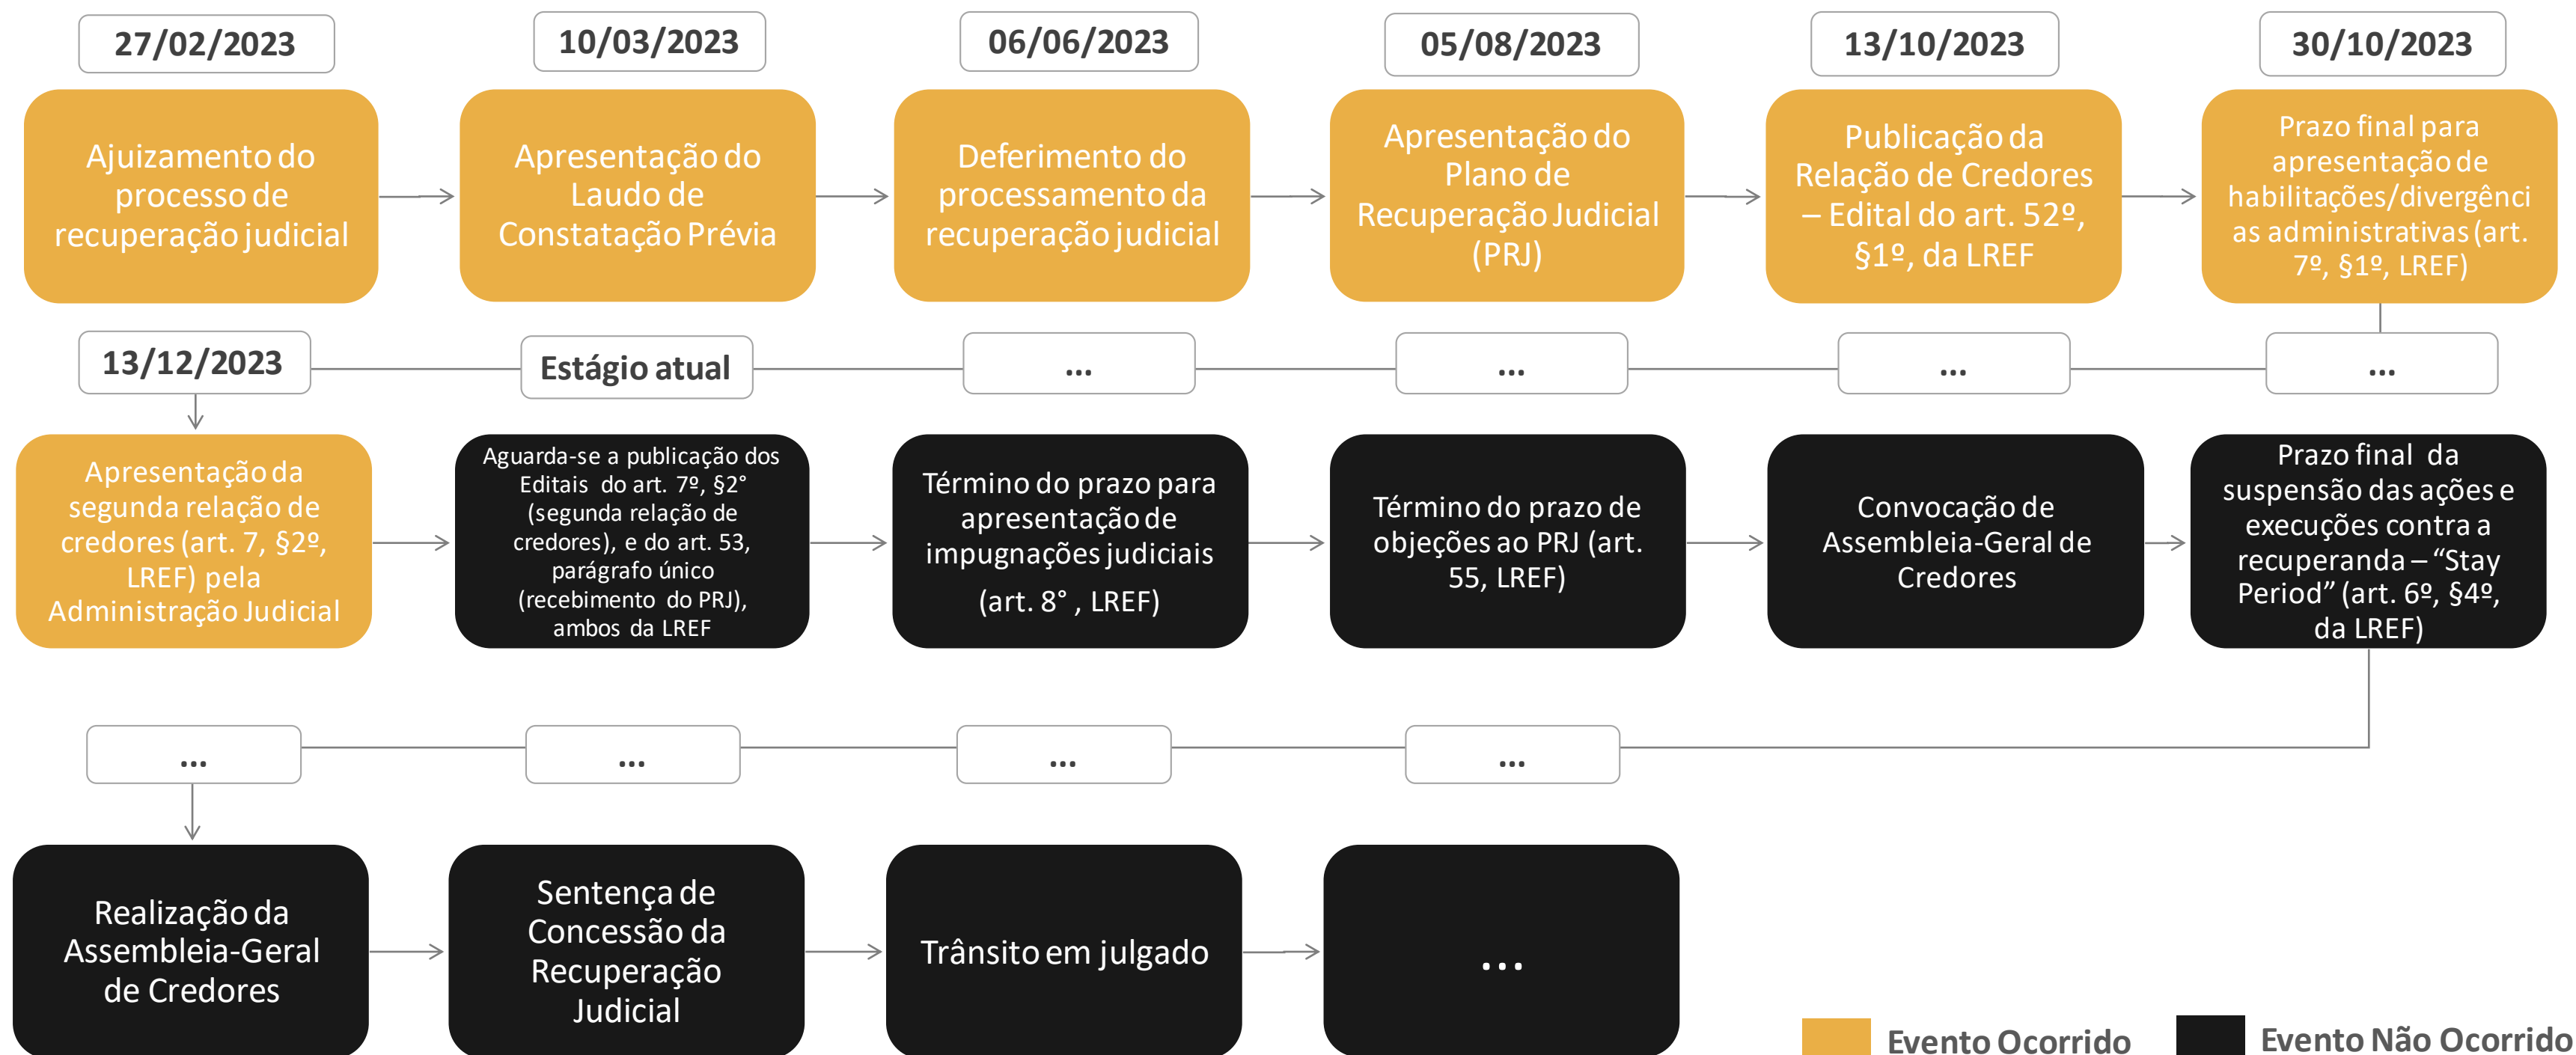 27/02/2023
10/03/2023
06/06/2023
05/08/2023
13/10/2023
30/10/2023
Ajuizamento do
processo de
recuperação judicial
Apresentação do
Laudo de
Constatação Prévia
Deferimento do
processamento da
recuperação judicial
Apresentação do
Plano de
Recuperação Judicial
(PRJ)
Publicação da
Relação de Credores
– Edital do art. 52º,
§1º, da LREF
Prazo final para
apresentação de
habilitações/divergênci
as administrativas (art.
7º, §1º, LREF)
13/12/2023
Estágio atual
...
...
...
...
Apresentação da
segunda relação de
credores (art. 7, §2º,
LREF) pela
Administração Judicial
Aguarda-se a publicação dos
Editais do art. 7º, §2°
(segunda relação de
credores), e do art. 53,
parágrafo único
(recebimento do PRJ),
ambos da LREF
Término do prazo para
apresentação de
impugnações judiciais
(art. 8° , LREF)
Término do prazo de
objeções ao PRJ (art.
55, LREF)
Convocação de
Assembleia-Geral de
Credores
Prazo final da
suspensão das ações e
execuções contra a
recuperanda – “Stay
Period” (art. 6º, §4º,
da LREF)
...
...
...
...
Realização da
Assembleia-Geral
de Credores
Sentença de
Concessão da
Recuperação
Judicial
Trânsito em julgado
...
Evento Ocorrido
Evento Não Ocorrido